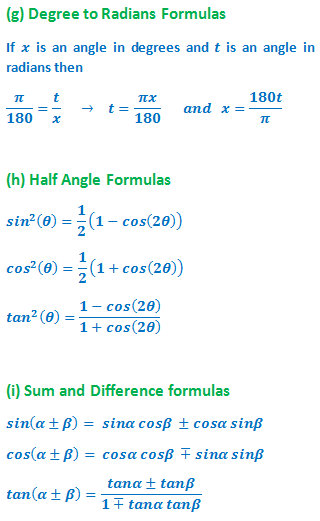 (g) Degree to Radians Formulas
If x is an angle in degrees and t is an angle in
radians then
π/180 = t/x → t = πx/180 and x = 180t/π
(h) Half Angle Formulas
sin²(θ) = 1/2(1 − cos(2θ))
cos²(θ) = 1/2(1 + cos(2θ))
tan²(θ) = 1 − cos(2θ)/1 + cos(2θ)
(i) Sum and Difference formulas
sin(α ± β) = sinα cosβ ± cosα sinβ
cos(α ± β) = cosα cosβ ∓ sinα sinβ
tan(α ± β) = tanα ± tanβ/1 ∓ tanα tanβ